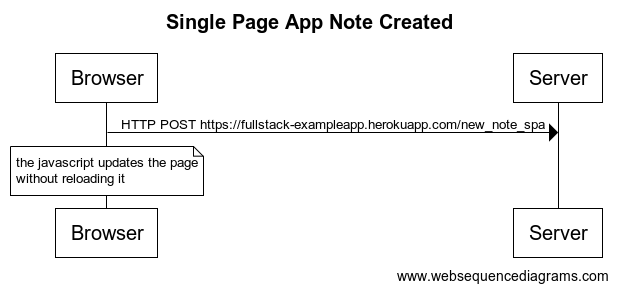 Single Page App Note Created
Browser
Server
HTTP POST https://fullstack-exampleapp.herokuapp.com/new_note_spa
the javascript updates the page
without reloading it
Browser
Server
www.websequencediagrams.com